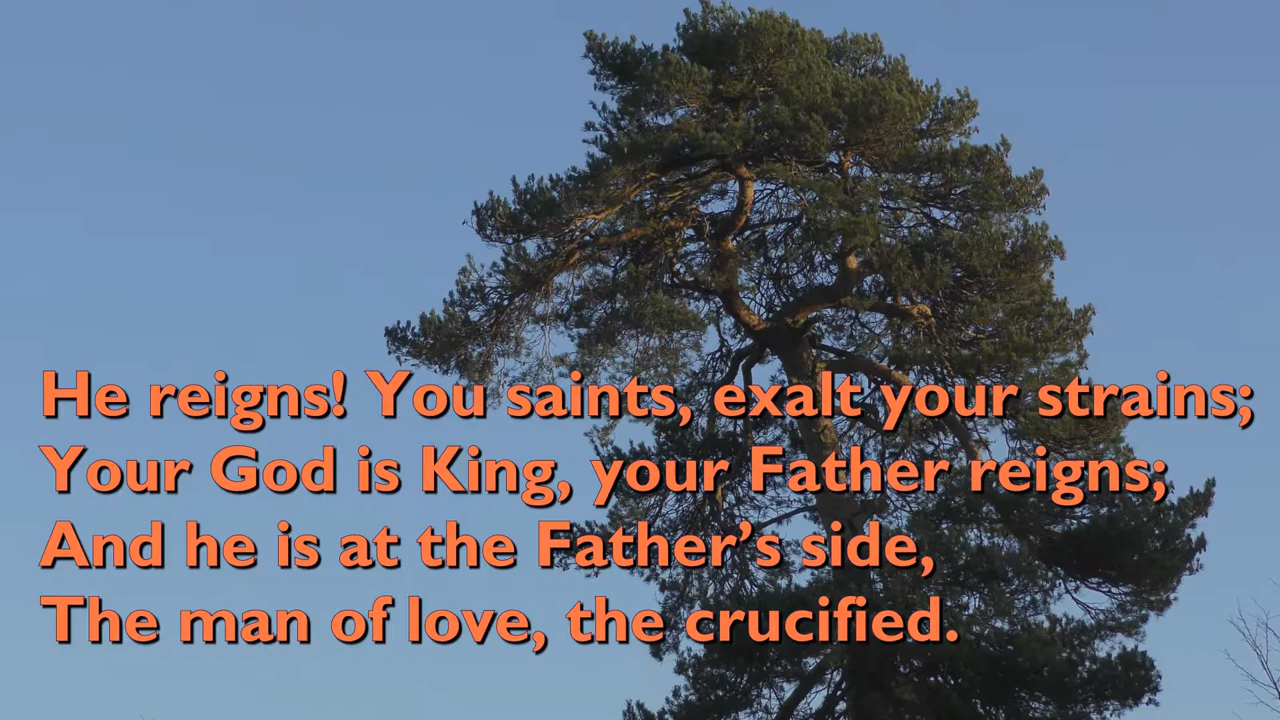 He reigns! You saints, exalt your strains;
Your God is King, your Father reigns;
And he is at the Father’s side,
The man of love, the crucified.